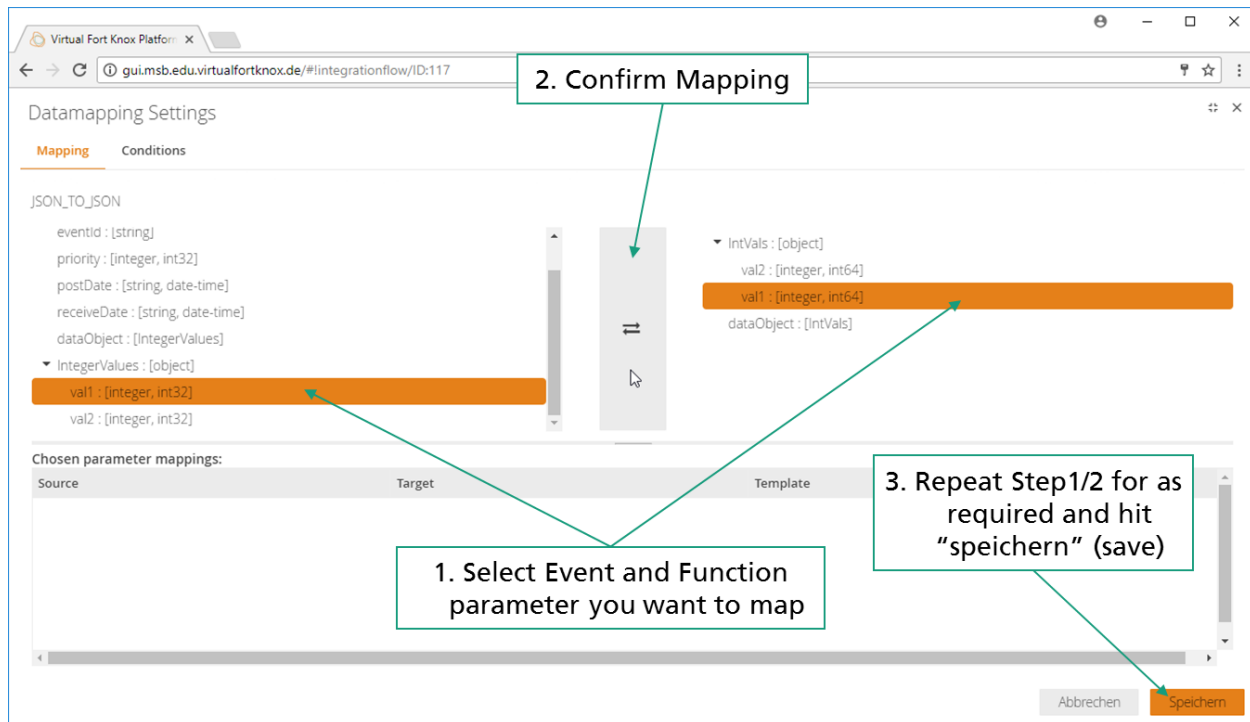 Virtual Fort Knox Platform
gui.msb.edu.virtualfortknox.de/#!integrationflow/ID:117
2. Confirm Mapping
Datamapping Settings
Mapping Conditions
JSON_TO_JSON
eventId : [string]
priority : [integer, int32]
postDate : [string, date-time]
receiveDate : [string, date-time]
dataObject : [IntegerValues]
IntegerValues : [object]
val1 : [integer, int32]
val2 : [integer, int32]
IntVals : [object]
val2 : [integer, int64]
val1 : [integer, int64]
dataObject : [IntVals]
Chosen parameter mappings:
Source Target Template
3. Repeat Step1/2 for as
required and hit
“speichern” (save)
1. Select Event and Function
parameter you want to map
Abbrechen Speichern